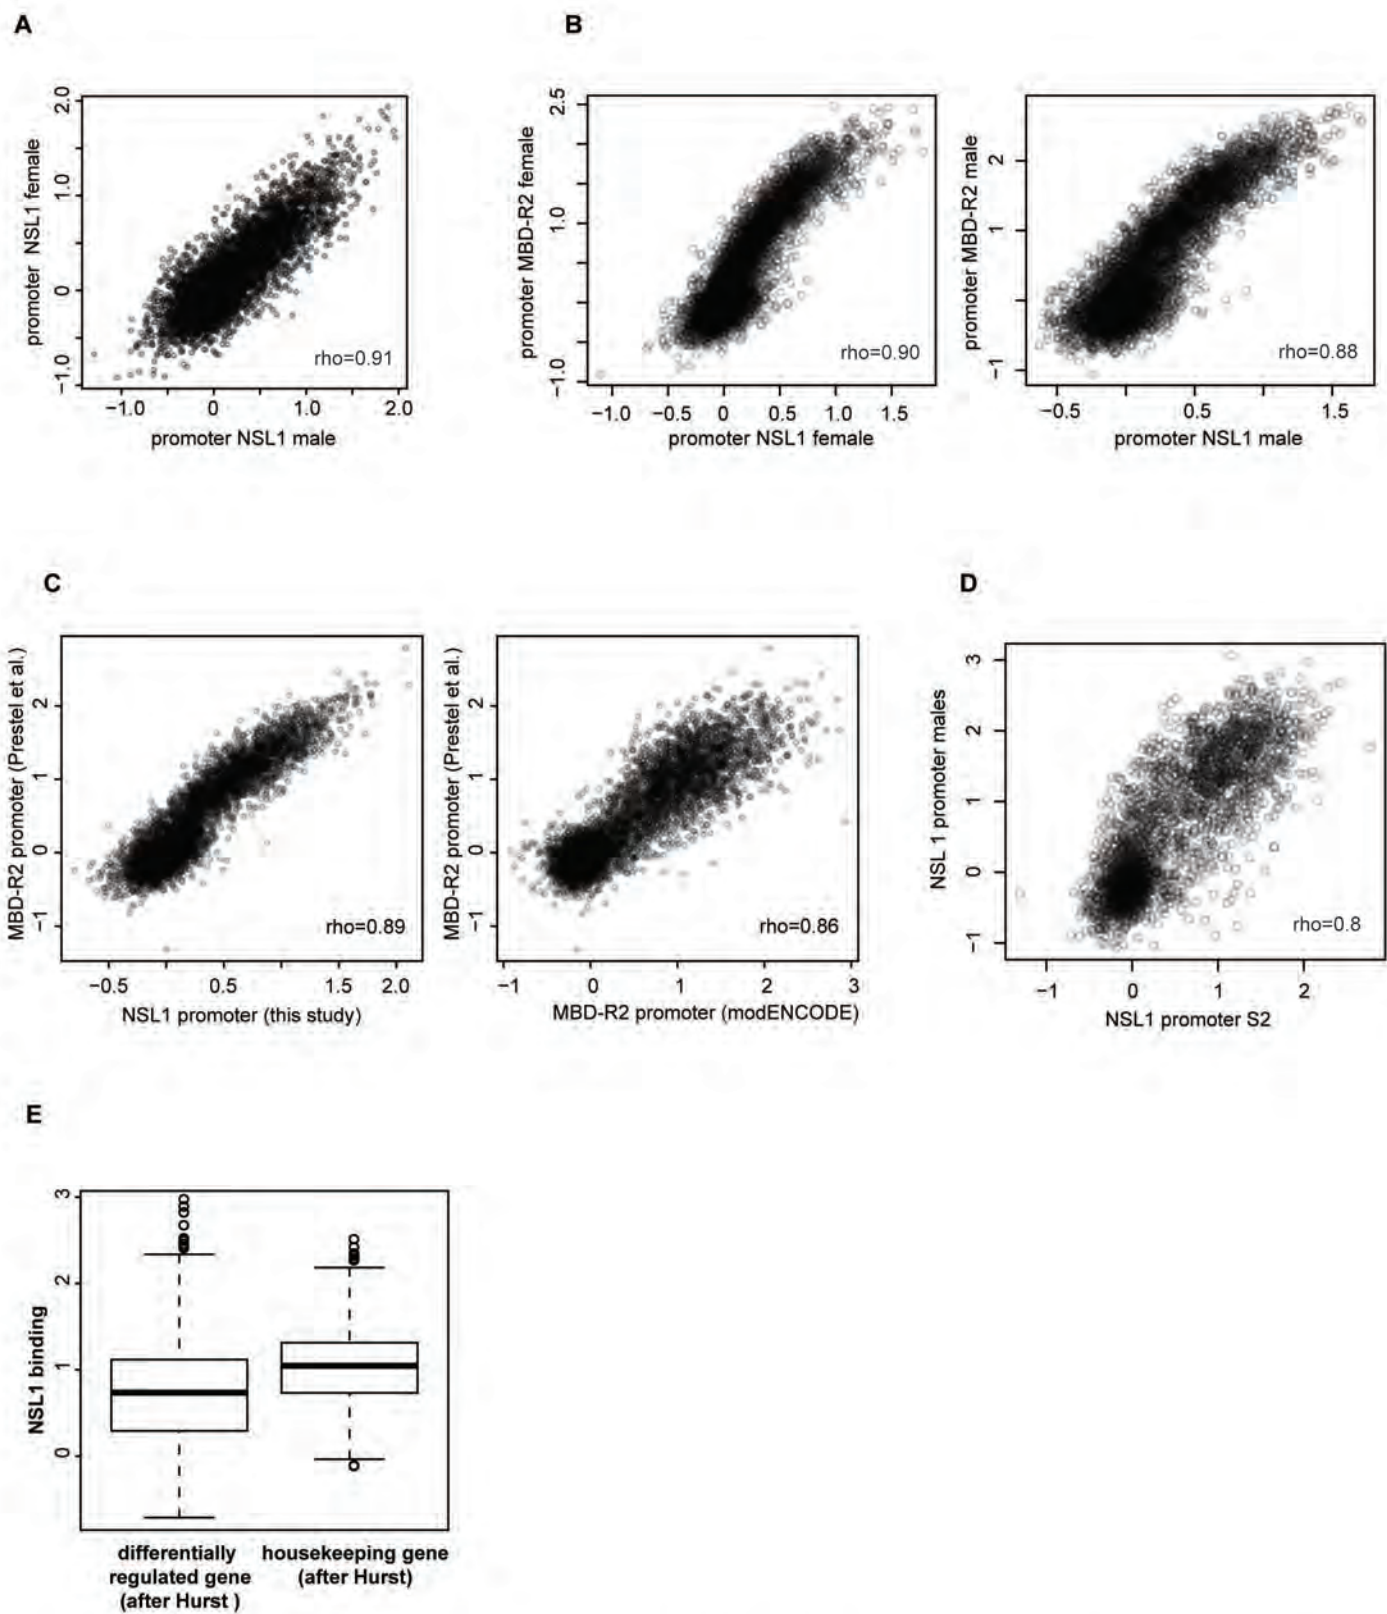 A
promoter NSL1 female
2.0
1.0
0
−1.0
rho=0.91
−1.0 0 1.0 2.0
promoter NSL1 male
B
promoter MBD-R2 female
2.5
1.0
−1.0
rho=0.90
−1.0 −0.5 0 0.5 1.0 1.5
promoter NSL1 female
promoter MBD-R2 male
2
1
−1
rho=0.88
−0.5 0.5 1.5
promoter NSL1 male
C
MBD-R2 promoter (Prestel et al.)
2
1
0
−1
rho=0.89
−0.5 0.5 1.5 2.0
NSL1 promoter (this study)
MBD-R2 promoter (Prestel et al.)
2
1
0
−1
rho=0.86
−1 0 1 2 3
MBD-R2 promoter (modENCODE)
D
NSL 1 promoter males
3
2
1
0
−1
rho=0.8
−1 0 1 2
NSL1 promoter S2
E
NSL1 binding
3
2
1
0
differentially
regulated gene
(after Hurst )
housekeeping gene
(after Hurst)